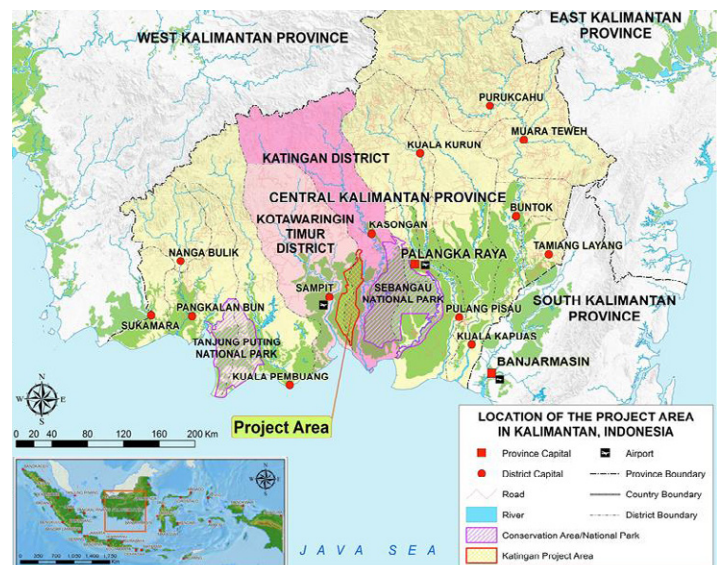 WEST KALIMANTAN PROVINCE
EAST KALIMANTAN
PROVINCE
PURUKCAHU
MUARA TEWEH
KUALA KURUN
KATINGAN DISTRICT
CENTRAL KALIMANTAN PROVINCE
KOTAWARINGIN
TIMUR
DISTRICT
BUNTOK
KASONGAN
NANGA BULIK
PALANGKA RAYA
TAMIANG LAYANG
SAMPIT
SEBANGAU
NATIONAL PARK
SOUTH KALIMANTAN
PROVINCE
PANGKALAN BUN
SUKAMARA
PULANG PISAU
TANJUNG PUTING
NATIONAL PARK
KUALA KAPUAS
BANJARMASIN
KUALA PEMBUANG
N
W E
S
Project Area
0 20 40 80 120 160 200 Km
LOCATION OF THE PROJECT AREA
IN KALIMANTAN, INDONESIA
Province Capital
Airport
District Capital
Province Boundary
Road
Country Boundary
River
District Boundary
Conservation Area/National Park
Katingan Project Area
JAVA SEA